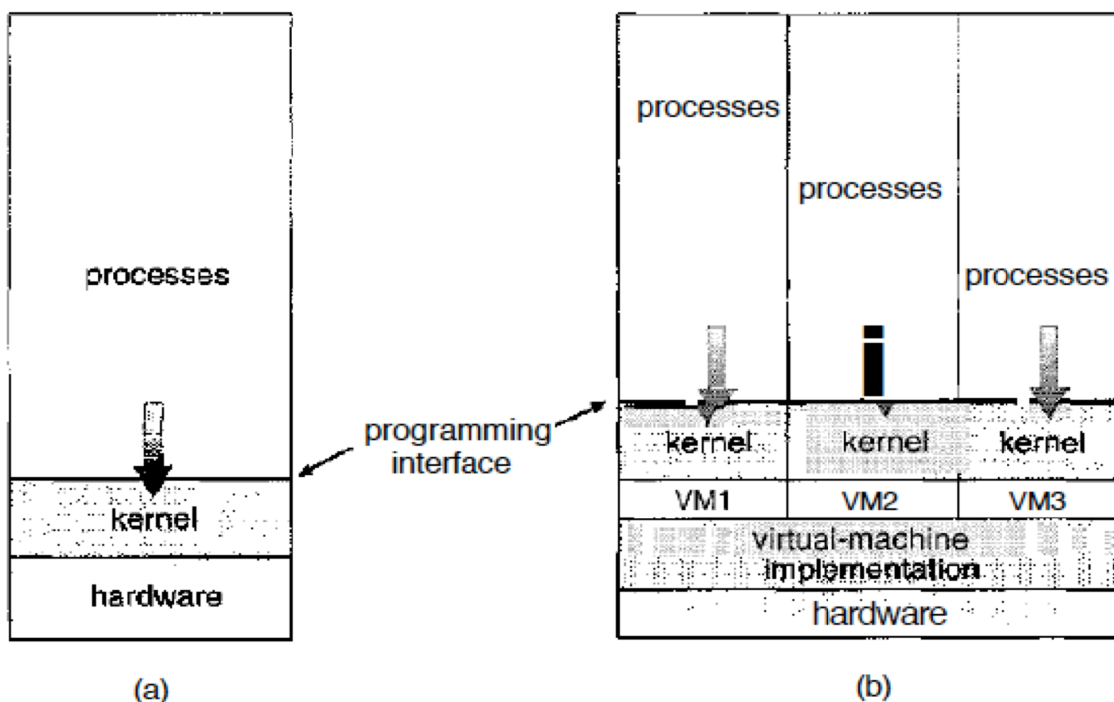 processes
kernel
hardware
(a)
programming
interface
processes
processes
processes
kernel
kernel
kernel
VM1
VM2
VM3
virtual-machine
implementation
hardware
(b)